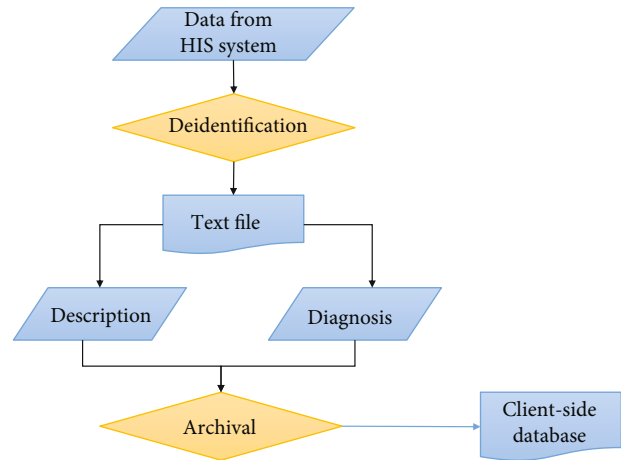 Data from
HIS system
Deidentification
Text file
Description
Diagnosis
Archival
Client-side
database